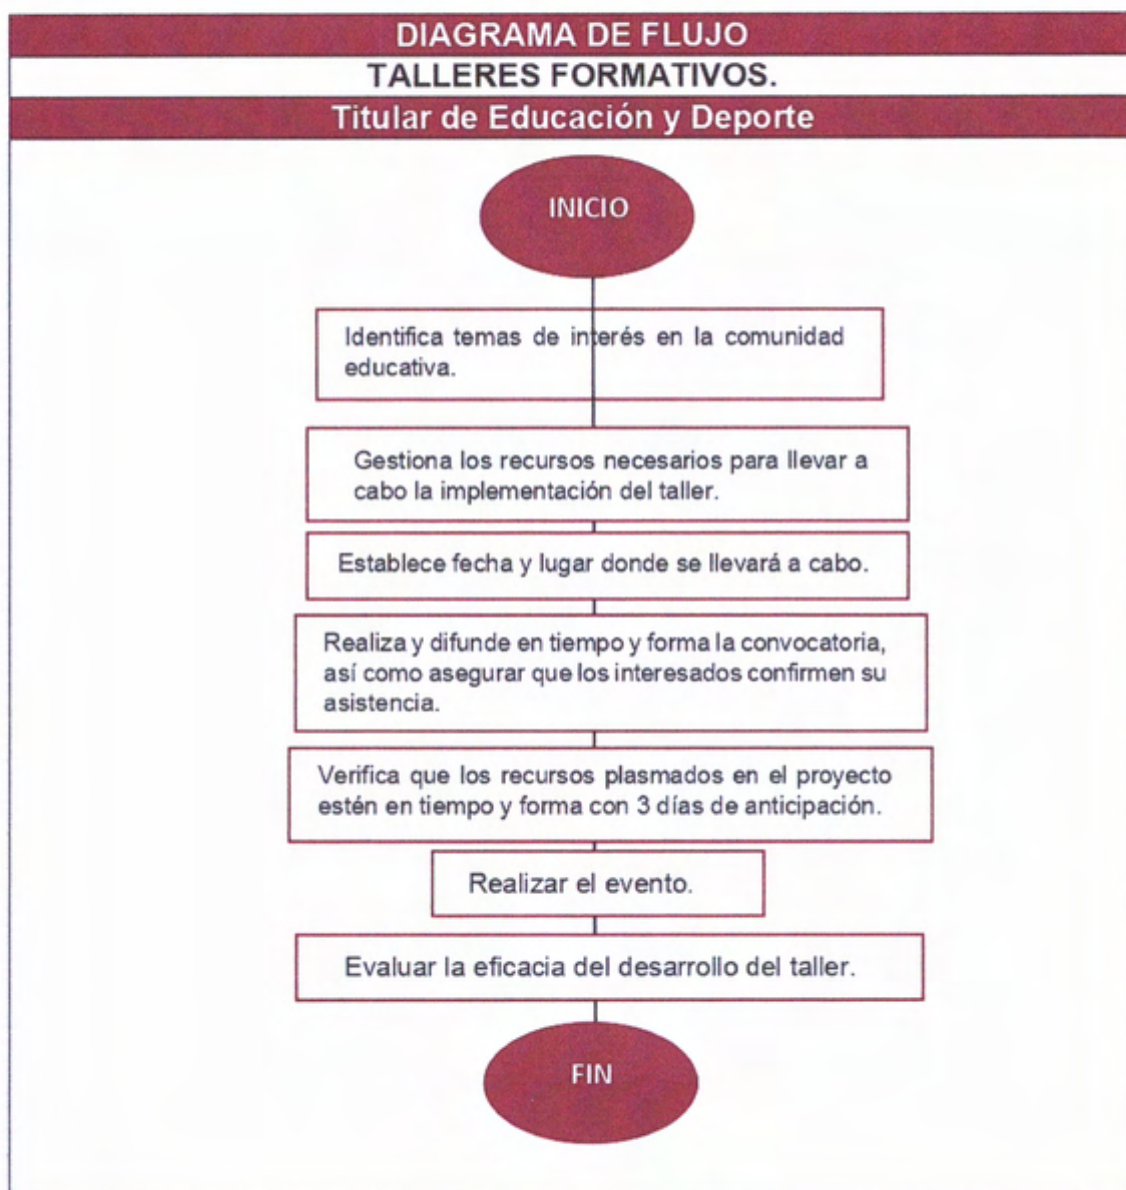 DIAGRAMA DE FLUJO
TALLERES FORMATIVOS.
Titular de Educación y Deporte
INICIO
Identifica temas de interés en la comunidad
educativa.
Gestiona los recursos necesarios para llevar a
cabo la implementación del taller.
Establece fecha y lugar donde se llevará a cabo.
Realiza y difunde en tiempo y forma la convocatoria,
así como asegurar que los interesados confirmen su
asistencia.
Verifica que los recursos plasmados en el proyecto
estén en tiempo y forma con 3 días de anticipación.
Realizar el evento.
Evaluar la eficacia del desarrollo del taller.
FIN